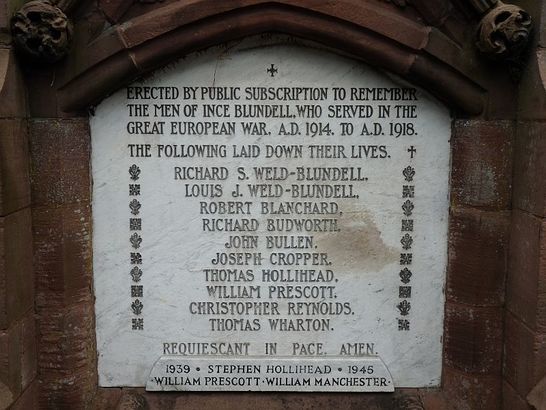 ERECTED BY PUBLIC SUBSCRIPTION TO REMEMBER
THE MEN OF INCE BLUNDELL, WHO SERVED IN THE
GREAT EUROPEAN WAR. A.D. 1914. TO A.D. 1918.
THE FOLLOWING LAID DOWN THEIR LIVES.
RICHARD S. WELD-BLUNDELL,
LOUIS J. WELD-BLUNDELL,
ROBERT BLANCHARD,
RICHARD BUDWORTH.
JOHN BULLEN.
JOSEPH CROPPER.
THOMAS HOLLIHEAD,
WILLIAM PRESCOTT.
CHRISTOPHER REYNOLDS.
THOMAS WHARTON.
REQUIESCANT IN PACE, AMEN.
1939 • STEPHEN HOLLIHEAD • 1945
•WILLIAM PRESCOTT•WILLIAM MANCHESTER•